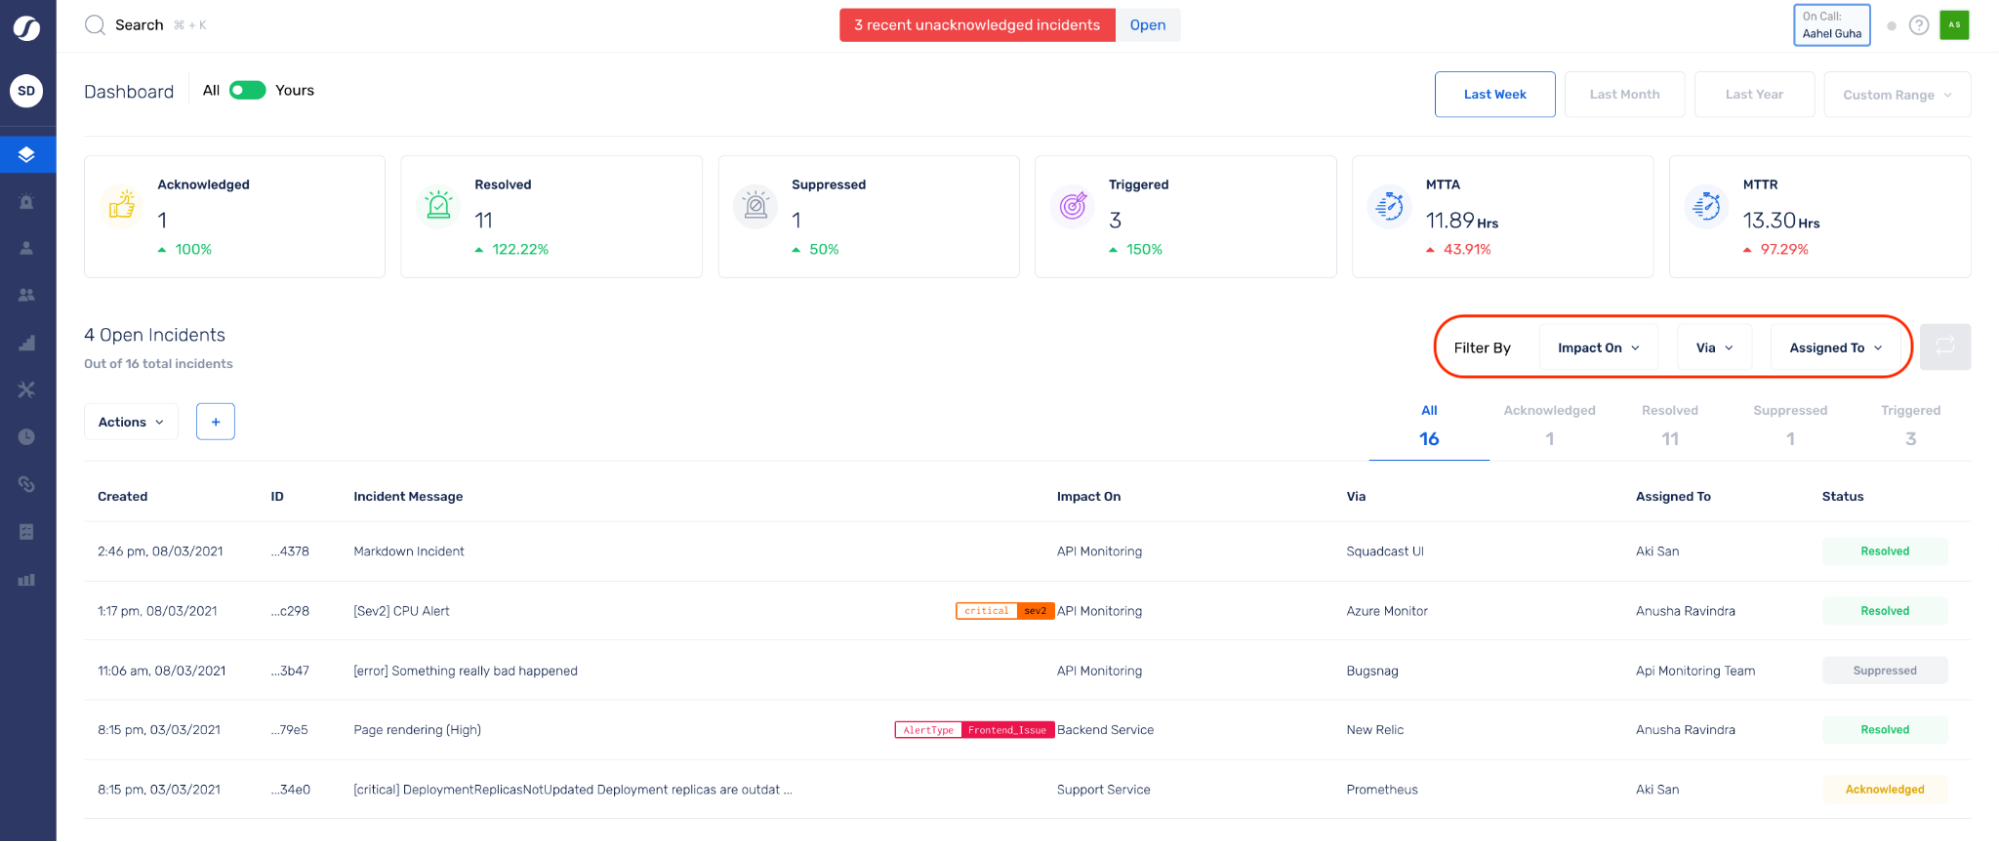 Search ⌘ + K
3 recent unacknowledged incidents Open
On Call:
Aahel Guha
A S
SD
Dashboard All Yours
Last Week Last Month Last Year Custom Range
Acknowledged
1
100%
Resolved
11
122.22%
Suppressed
1
50%
Triggered
3
150%
MTTA
11.89 Hrs
43.91%
MTTR
13.30 Hrs
97.29%
4 Open Incidents
Out of 16 total incidents
Filter By Impact On Via Assigned To
Actions +
All Acknowledged Resolved Suppressed Triggered
16 1 11 1 3
Created ID Incident Message Impact On Via Assigned To Status
2:46 pm, 08/03/2021 ...4378 Markdown Incident API Monitoring Squadcast UI Aki San Resolved
1:17 pm, 08/03/2021 ...c298 [Sev2] CPU Alert critical sev2 API Monitoring Azure Monitor Anusha Ravindra Resolved
11:06 am, 08/03/2021 ...3b47 [error] Something really bad happened API Monitoring Bugsnag Api Monitoring Team Suppressed
8:15 pm, 03/03/2021 ...79e5 Page rendering (High) AlertType Frontend_Issue Backend Service New Relic Anusha Ravindra Resolved
8:15 pm, 03/03/2021 ...34e0 [critical] DeploymentReplicasNotUpdated Deployment replicas are outdat ... Support Service Prometheus Aki San Acknowledged